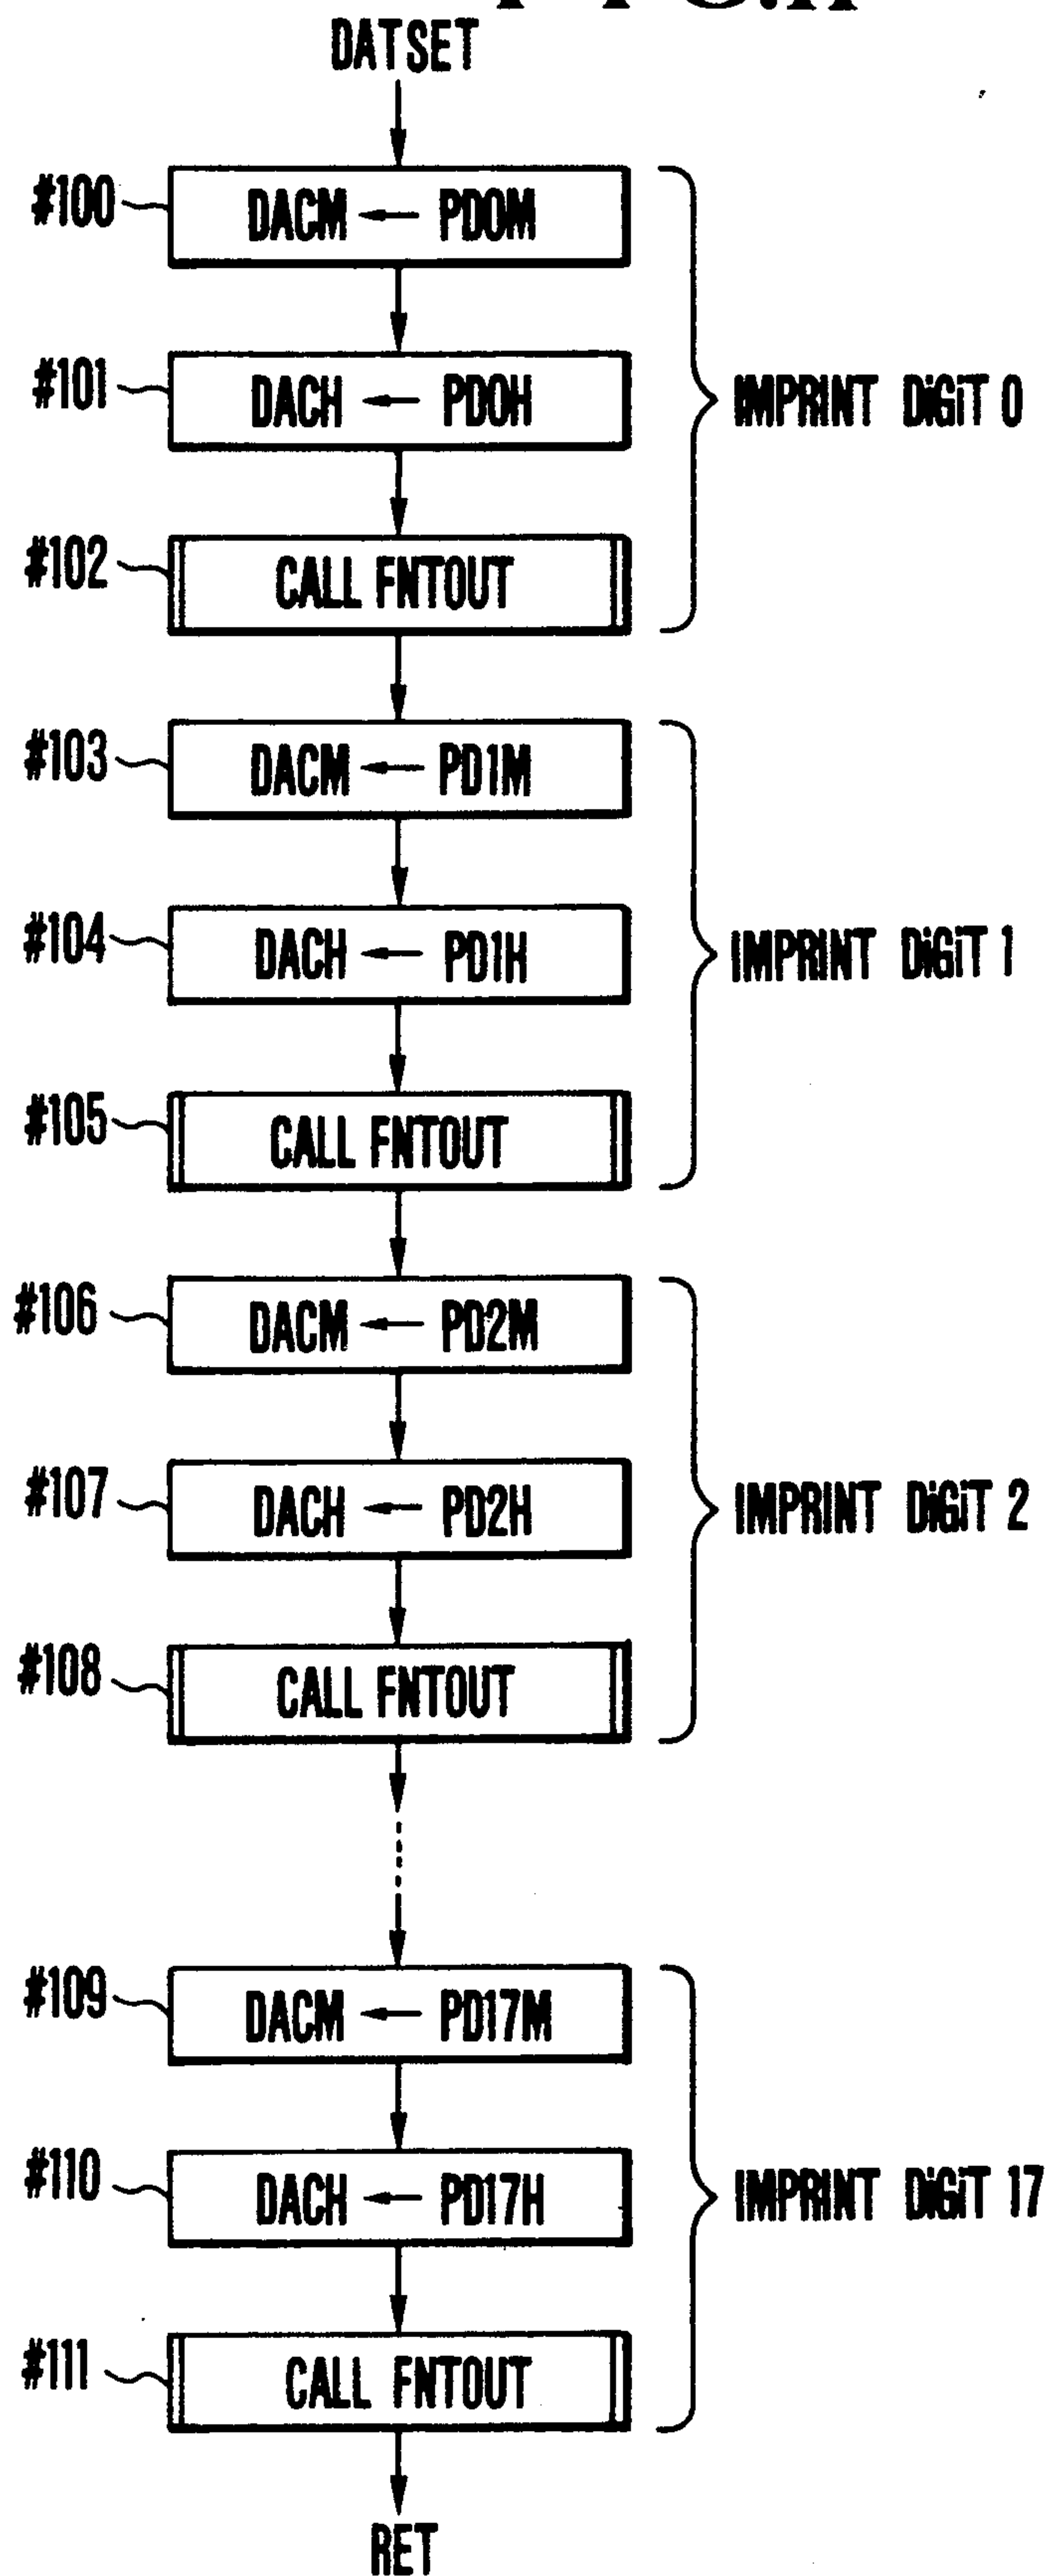 DATSET
#100 DACM ← PD0M
#101 DACH ← PD0H
IMPRINT DiGiT 0
#102 CALL FNTOUT
#103 DACM ← PD1M
#104 DACH ← PD1H
IMPRINT DiGiT 1
#105 CALL FNTOUT
#106 DACM ← PD2M
#107 DACH ← PD2H
IMPRINT DiGiT 2
#108 CALL FNTOUT
#109 DACM ← PD17M
#110 DACH ← PD17H
IMPRINT DiGiT 17
#111 CALL FNTOUT
RET